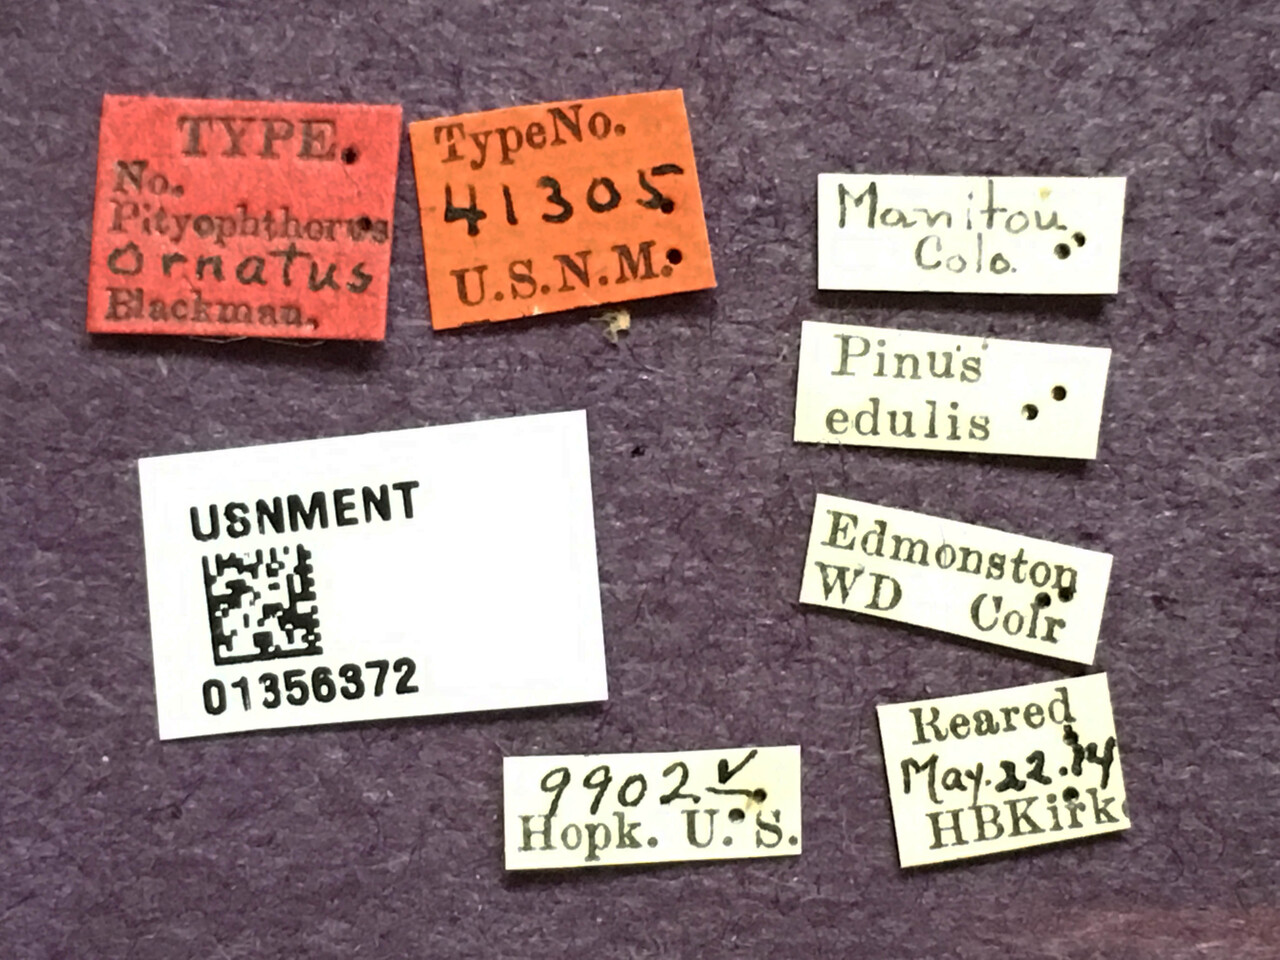 TYPE.
No.
Pityophthorus
Ornatus
Blackman.
TypeNo.
41305
U.S.N.M.
Manitou
Colo.
Pinus
edulis
Edmonston
WD Colr
Reared
May.22.14
HBKirk
USNMENT
01356372
9902 ✓
Hopk. U.S.